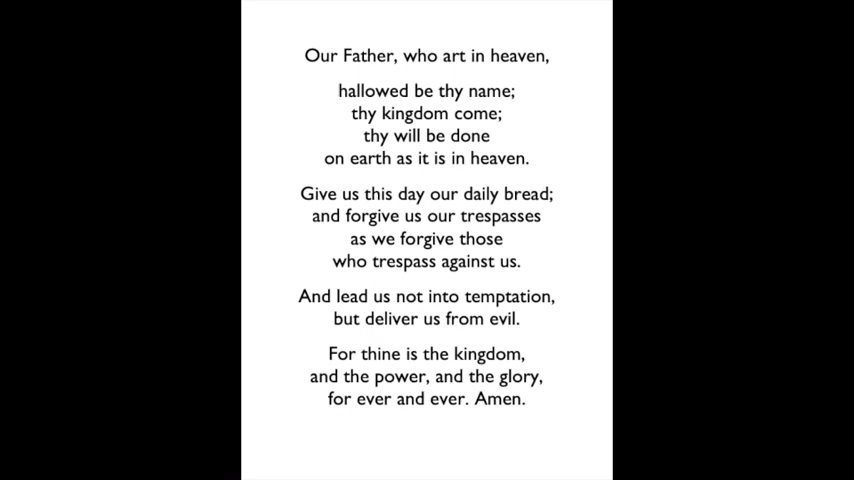 Our Father, who art in heaven,
hallowed be thy name;
thy kingdom come;
thy will be done
on earth as it is in heaven.
Give us this day our daily bread;
and forgive us our trespasses
as we forgive those
who trespass against us.
And lead us not into temptation,
but deliver us from evil.
For thine is the kingdom,
and the power, and the glory,
for ever and ever. Amen.